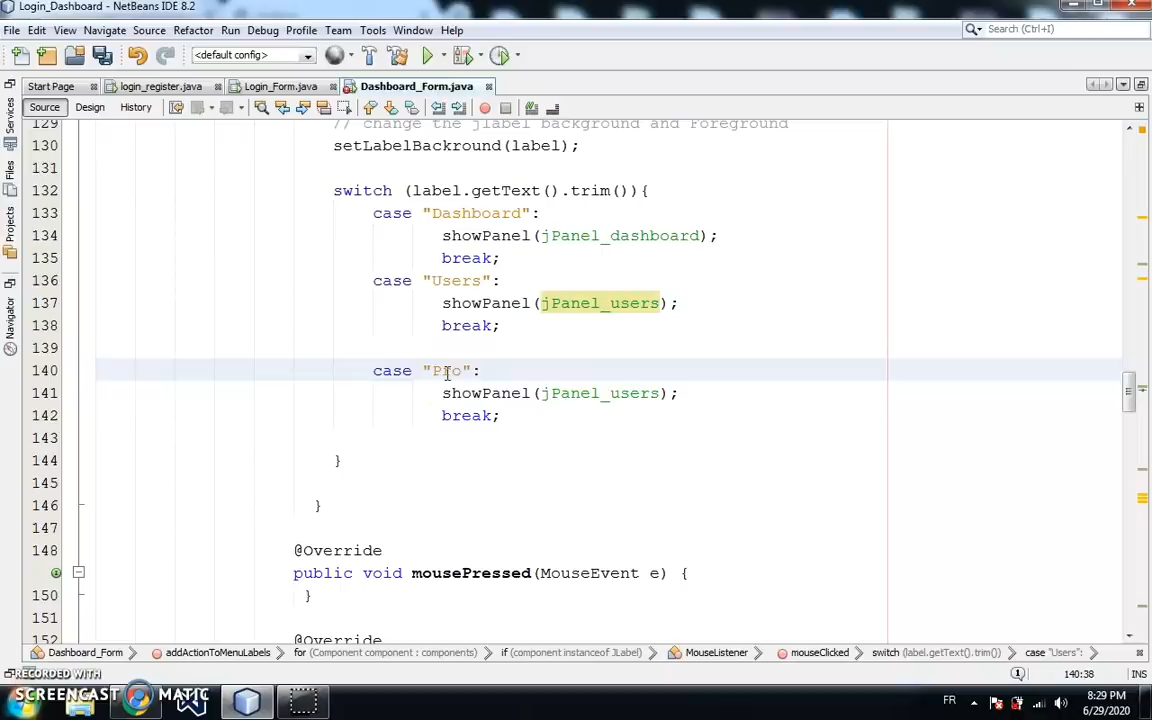 Login_Dashboard - NetBeans IDE 8.2
File Edit View Navigate Source Refactor Run Debug Profile Team Tools Window Help
Search (Ctrl+I)
<default config>
Start Page login_register.java Login_Form.java Dashboard_Form.java
Source Design History
Services
Files
Projects
Navigator
129 // change the jlabel background and Foreground
130 setLabelBackround(label);
131
132 switch (label.getText().trim()){
133 case "Dashboard":
134 showPanel(jPanel_dashboard);
135 break;
136 case "Users":
137 showPanel(jPanel_users);
138 break;
139
140 case "Pro":
141 showPanel(jPanel_users);
142 break;
143
144 }
145
146 }
147
148 @Override
public void mousePressed(MouseEvent e) {
150 }
151
152 @Override
Dashboard_Form addActionToMenuLabels for (Component component : components) if (component instanceof JLabel) MouseListener mouseClicked switch (label.getText().trim()) case "Users":
1 140:38 INS
RECORDED WITH
SCREENCAST MATIC
FR 8:29 PM
6/29/2020